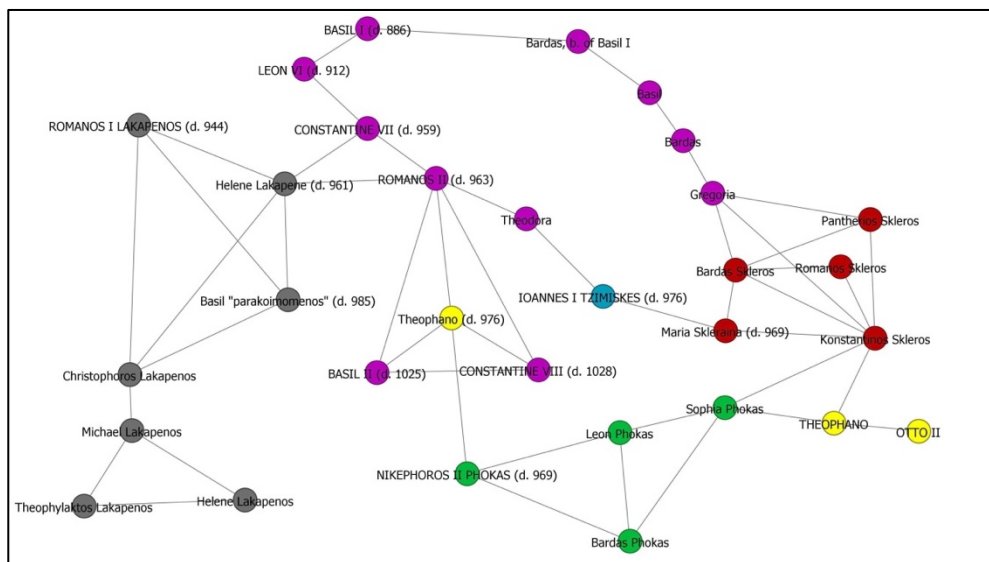 BASIL I (d. 886)
Bardas, b. of Basil I
LEON VI (d. 912)
Basil
ROMANOS I LAKAPENOS (d. 944)
CONSTANTINE VII (d. 959)
Bardas
Helene Lakapene (d. 961)
ROMANOS II (d. 963)
Gregoria
Theodora
Pantherios Skleros
Bardas Skleros
Romanos Skleros
Basil "parakoimomenos" (d. 985)
IOANNES I TZIMISKES (d. 976)
Theophano (d. 976)
Maria Skleraina (d. 969)
Konstantinos Skleros
Christophoros Lakapenos
BASIL II (d. 1025)
CONSTANTINE VIII (d. 1028)
Sophia Phokas
THEOPHANO
OTTO II
Michael Lakapenos
Leon Phokas
NIKEPHOROS II PHOKAS (d. 969)
Theophylaktos Lakapenos
Helene Lakapenos
Bardas Phokas